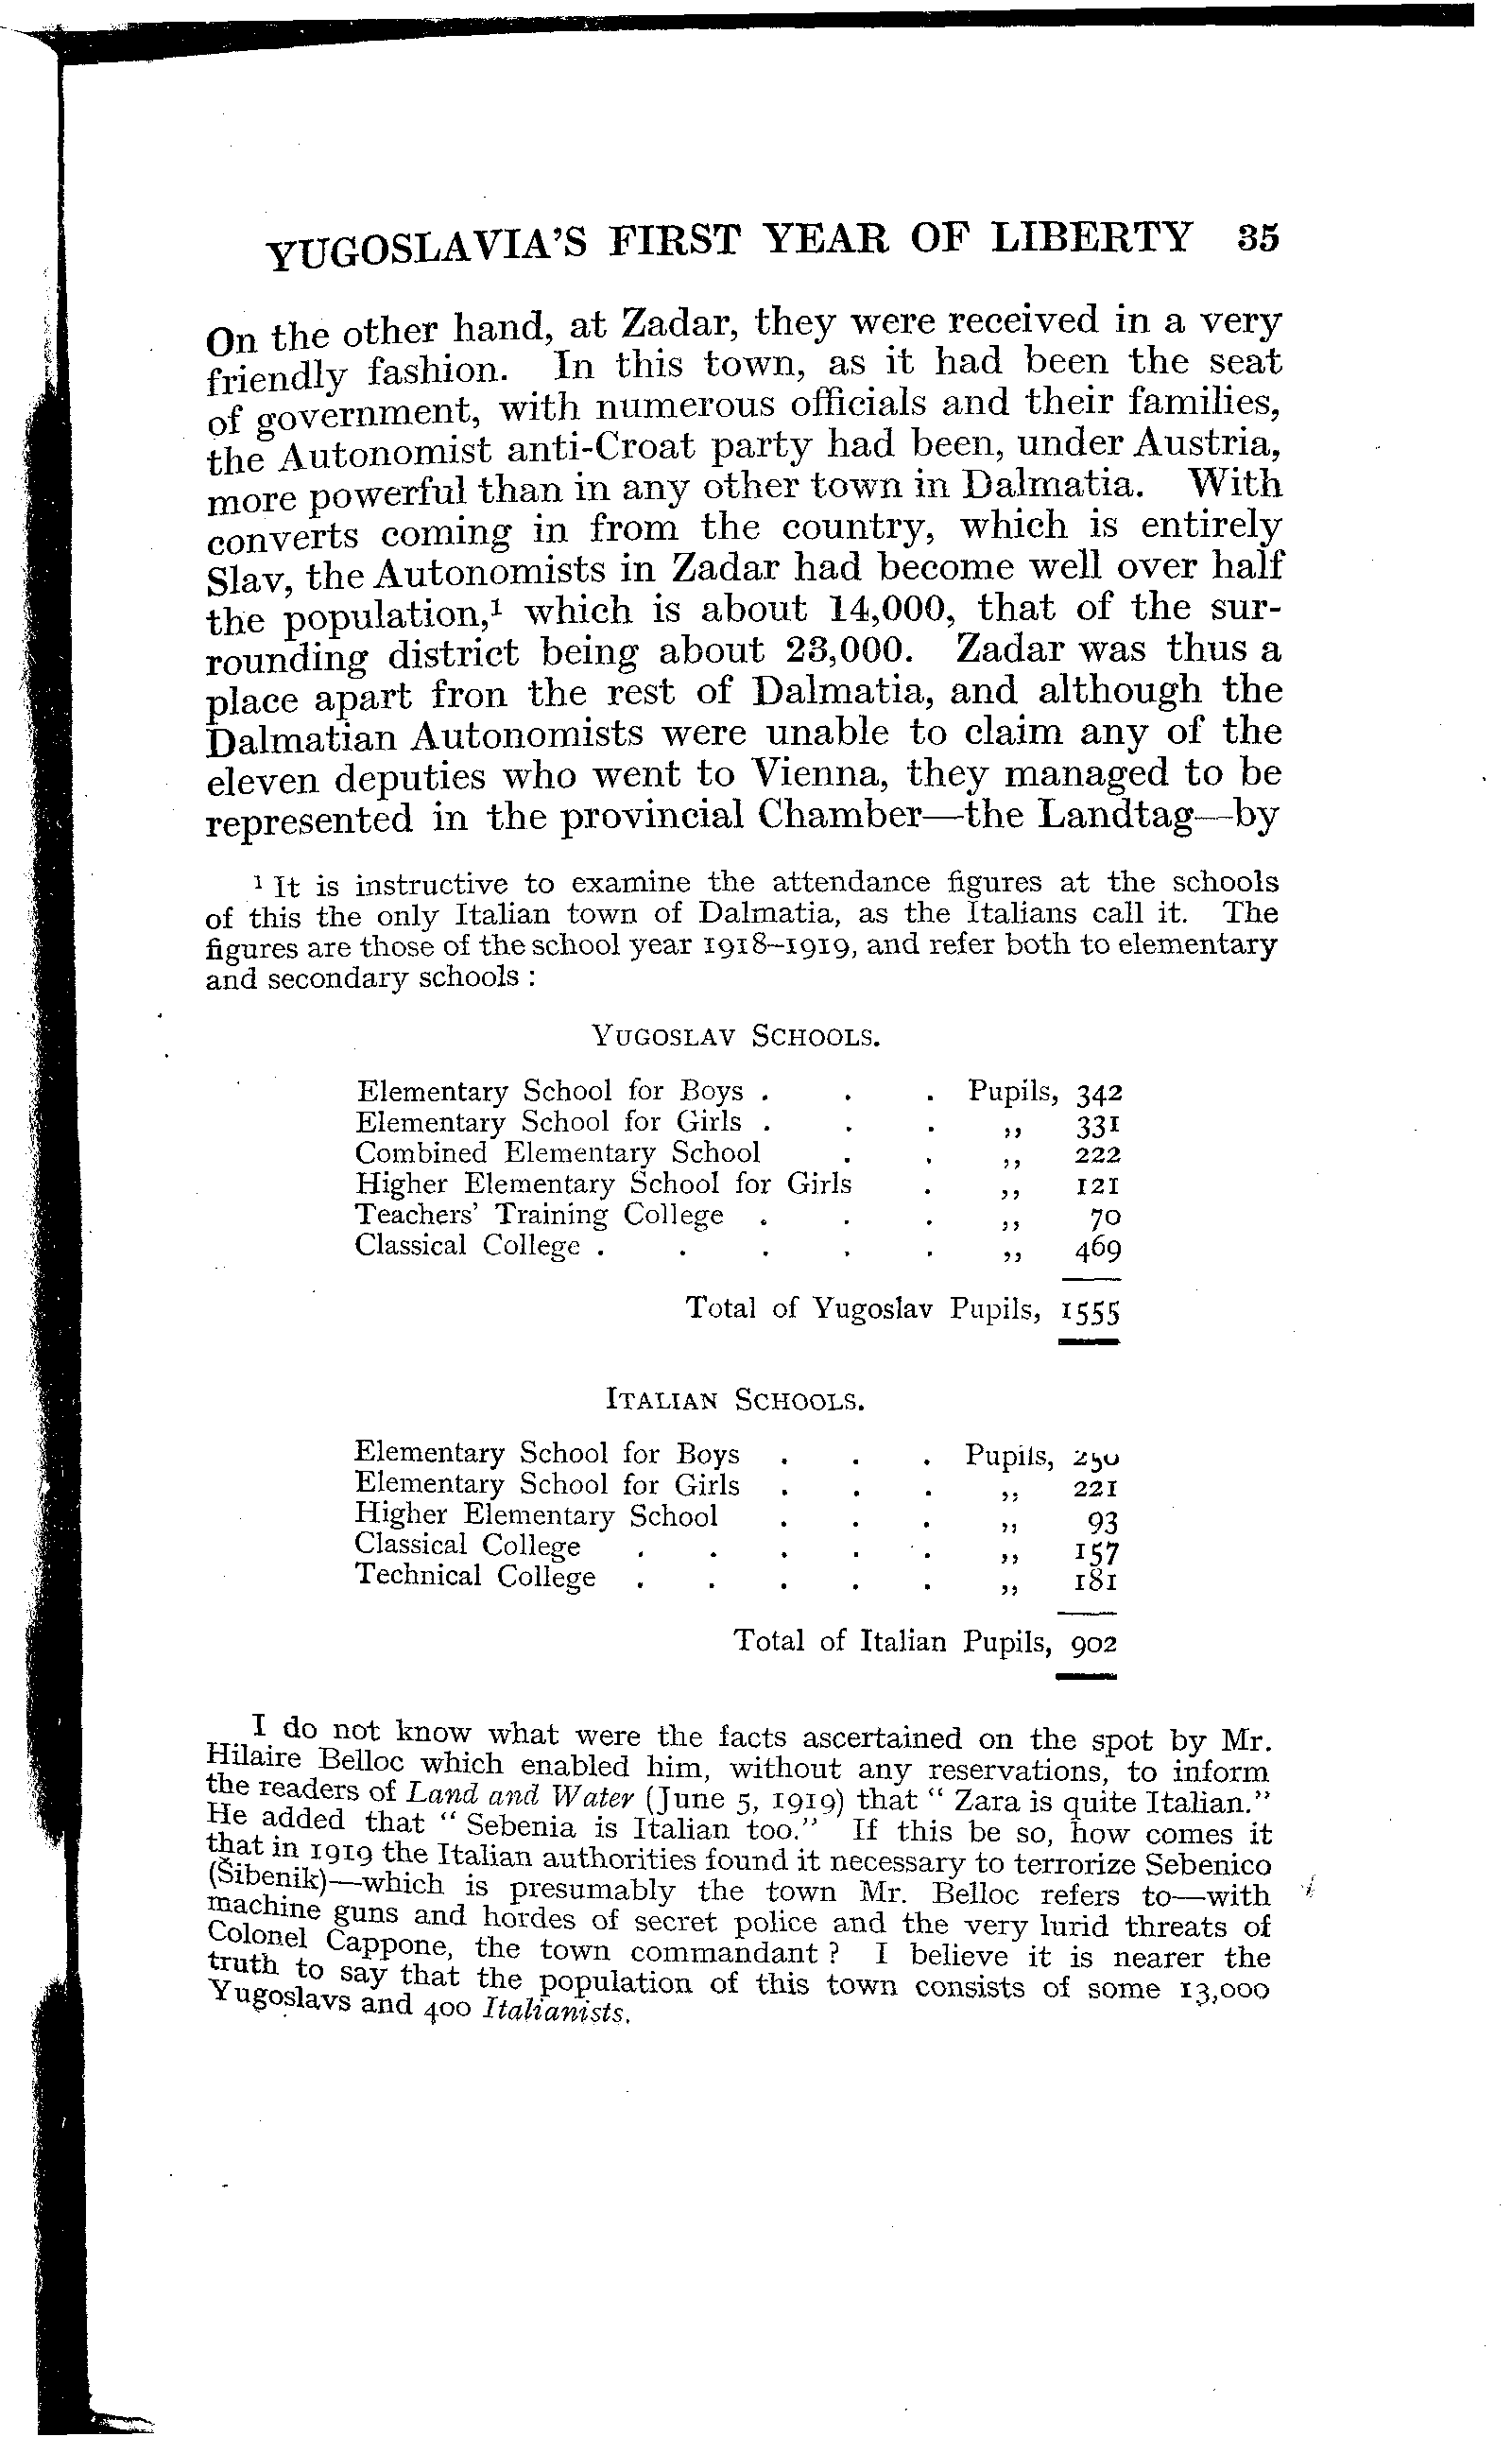 YUGOSLAVIA'S FIRST YEAR OF LIBERTY 35
On the other hand, at Zadar, they were received in a very
friendly fashion. In this town, as it had been the seat
of government, with numerous officials and their families,
the Autonomist anti-Croat party had been, under Austria,
more powerful than in any other town in Dalmatia. With
converts coming in from the country, which is entirely
Slav, the Autonomists in Zadar had become well over half
the population,¹ which is about 14,000, that of the sur-
rounding district being about 23,000. Zadar was thus a
place apart fron the rest of Dalmatia, and although the
Dalmatian Autonomists were unable to claim any of the
eleven deputies who went to Vienna, they managed to be
represented in the provincial Chamber—the Landtag—by
¹ It is instructive to examine the attendance figures at the schools
of this the only Italian town of Dalmatia, as the Italians call it. The
figures are those of the school year 1918–1919, and refer both to elementary
and secondary schools :
YUGOSLAV SCHOOLS.
Elementary School for Boys . . . Pupils, 342
Elementary School for Girls . . . ,, 331
Combined Elementary School . . ,, 222
Higher Elementary School for Girls . ,, 121
Teachers' Training College . . . ,, 70
Classical College . . . . . ,, 469
Total of Yugoslav Pupils, 1555
ITALIAN SCHOOLS.
Elementary School for Boys . . . Pupils, 250
Elementary School for Girls . . . ,, 221
Higher Elementary School . . . ,, 93
Classical College . . . . . ,, 157
Technical College . . . . . ,, 181
Total of Italian Pupils, 902
I do not know what were the facts ascertained on the spot by Mr.
Hilaire Belloc which enabled him, without any reservations, to inform
the readers of Land and Water (June 5, 1919) that " Zara is quite Italian."
He added that " Sebenia is Italian too." If this be so, how comes it
that in 1919 the Italian authorities found it necessary to terrorize Sebenico
(Šibenik)—which is presumably the town Mr. Belloc refers to—with
machine guns and hordes of secret police and the very lurid threats of
Colonel Cappone, the town commandant ? I believe it is nearer the
truth to say that the population of this town consists of some 13,000
Yugoslavs and 400 Italianists.